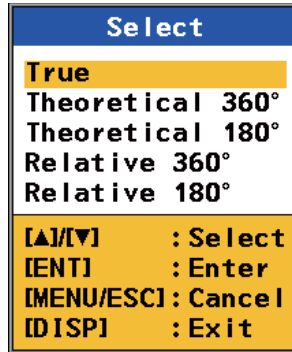 Select
True
Theoretical 360°
Theoretical 180°
Relative 360°
Relative 180°
[▲]/[▼] :Select
[ENT] :Enter
[MENU/ESC]:Cancel
[DISP] :Exit